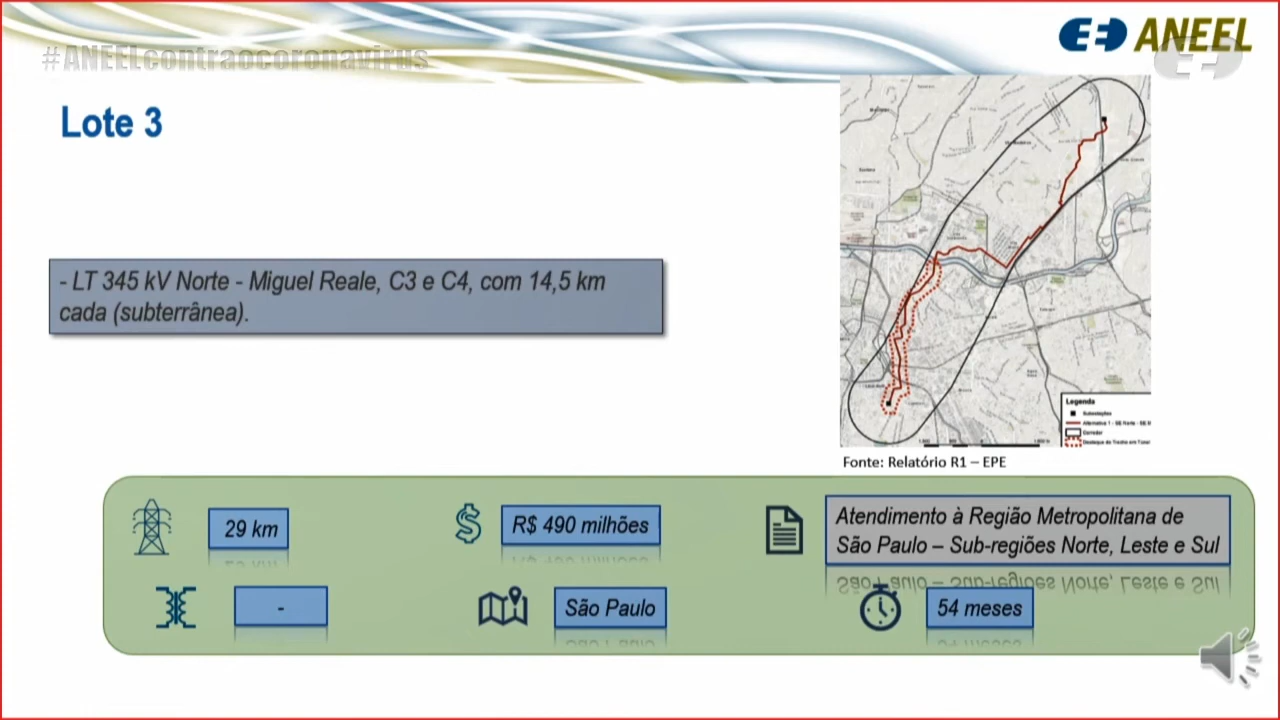 #ANEELcontraocoronavirus
ANEEL
Lote 3
- LT 345 kV Norte - Miguel Reale, C3 e C4, com 14,5 km
cada (subterrânea).
Legenda
Subestações
Corredor
Fonte: Relatório R1 – EPE
29 km
R$ 490 milhões
Atendimento à Região Metropolitana de
São Paulo – Sub-regiões Norte, Leste e Sul
-
São Paulo
54 meses